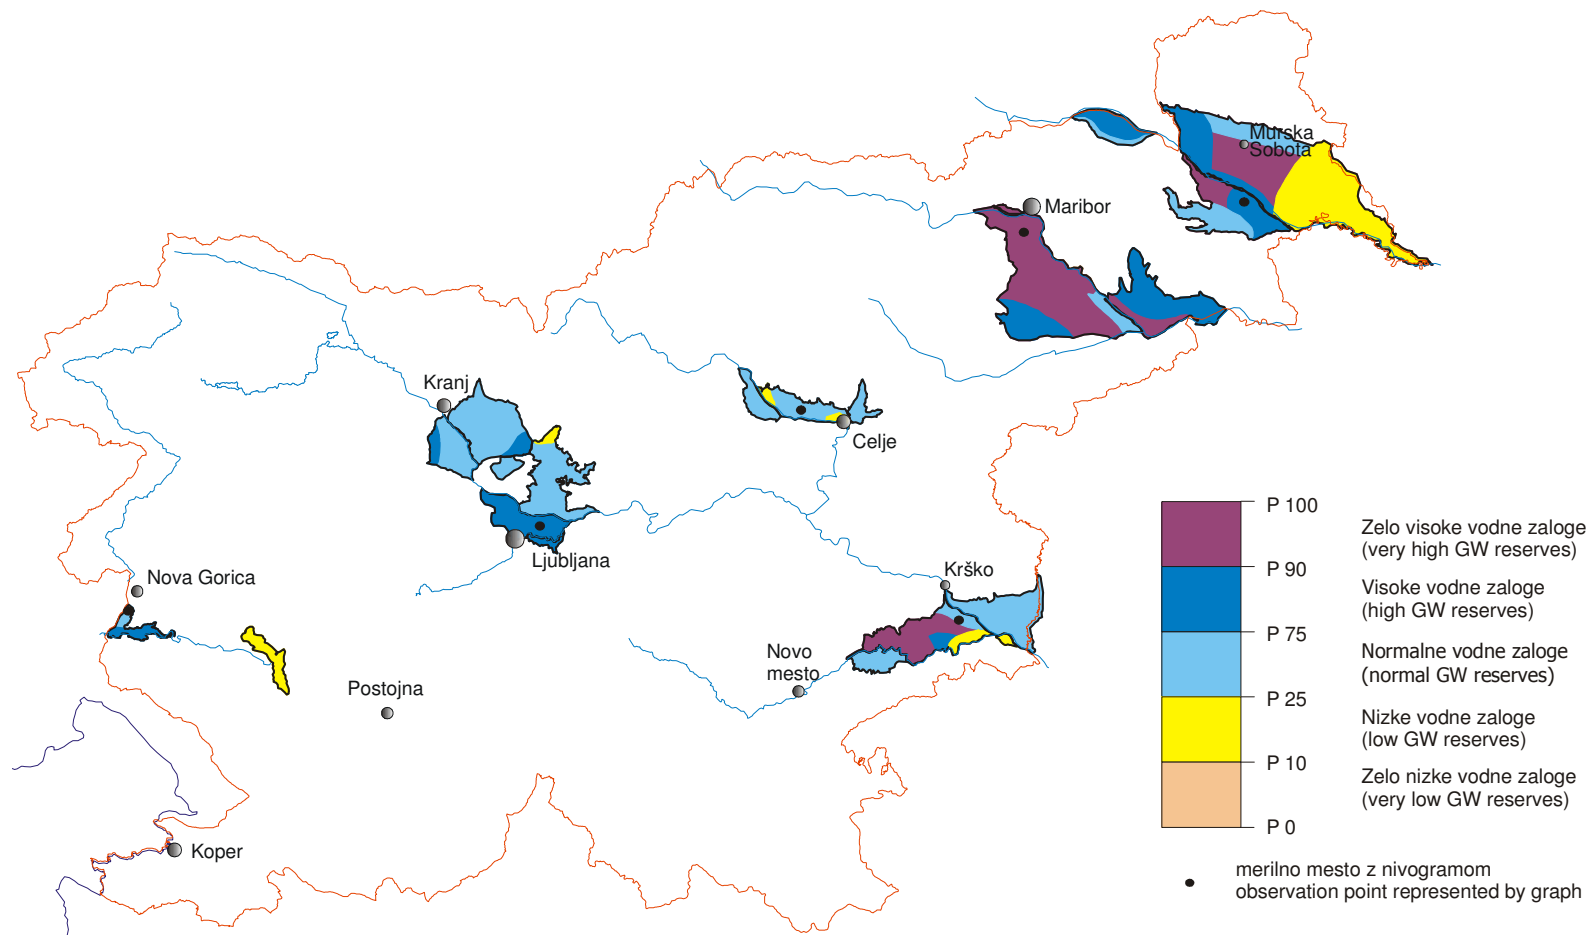 Murska
Sobota
Maribor
Kranj
Celje
Ljubljana
Nova Gorica
Krško
Novo
mesto
Postojna
Koper
P 100
Zelo visoke vodne zaloge
(very high GW reserves)
P 90
Visoke vodne zaloge
(high GW reserves)
P 75
Normalne vodne zaloge
(normal GW reserves)
P 25
Nizke vodne zaloge
(low GW reserves)
P 10
Zelo nizke vodne zaloge
(very low GW reserves)
P 0
merilno mesto z nivogramom
observation point represented by graph